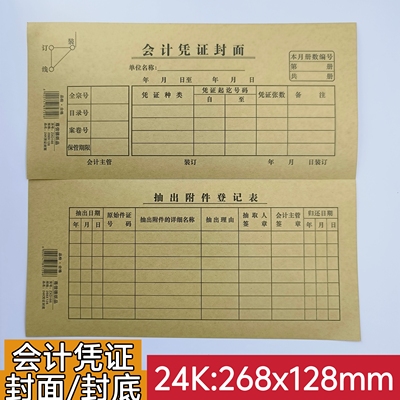 会计凭证封面
装
订
线
单位名称:
本月册数编号
第 册
共 册
年 月 日至 年 月 日
全宗号
目录号
案卷号
保管期限
凭证种类 凭证起讫号码 凭证张数 备注
自 至
会计主管 装订 年 月 日装订
抽出附件登记表
抽出日期 原始件证号码 抽出附件的详细名称 抽出理由 抽取人签章 会计主管签章 归还日期
年 月 日 年 月 日
会计凭证
封面/封底
24K:268x128mm